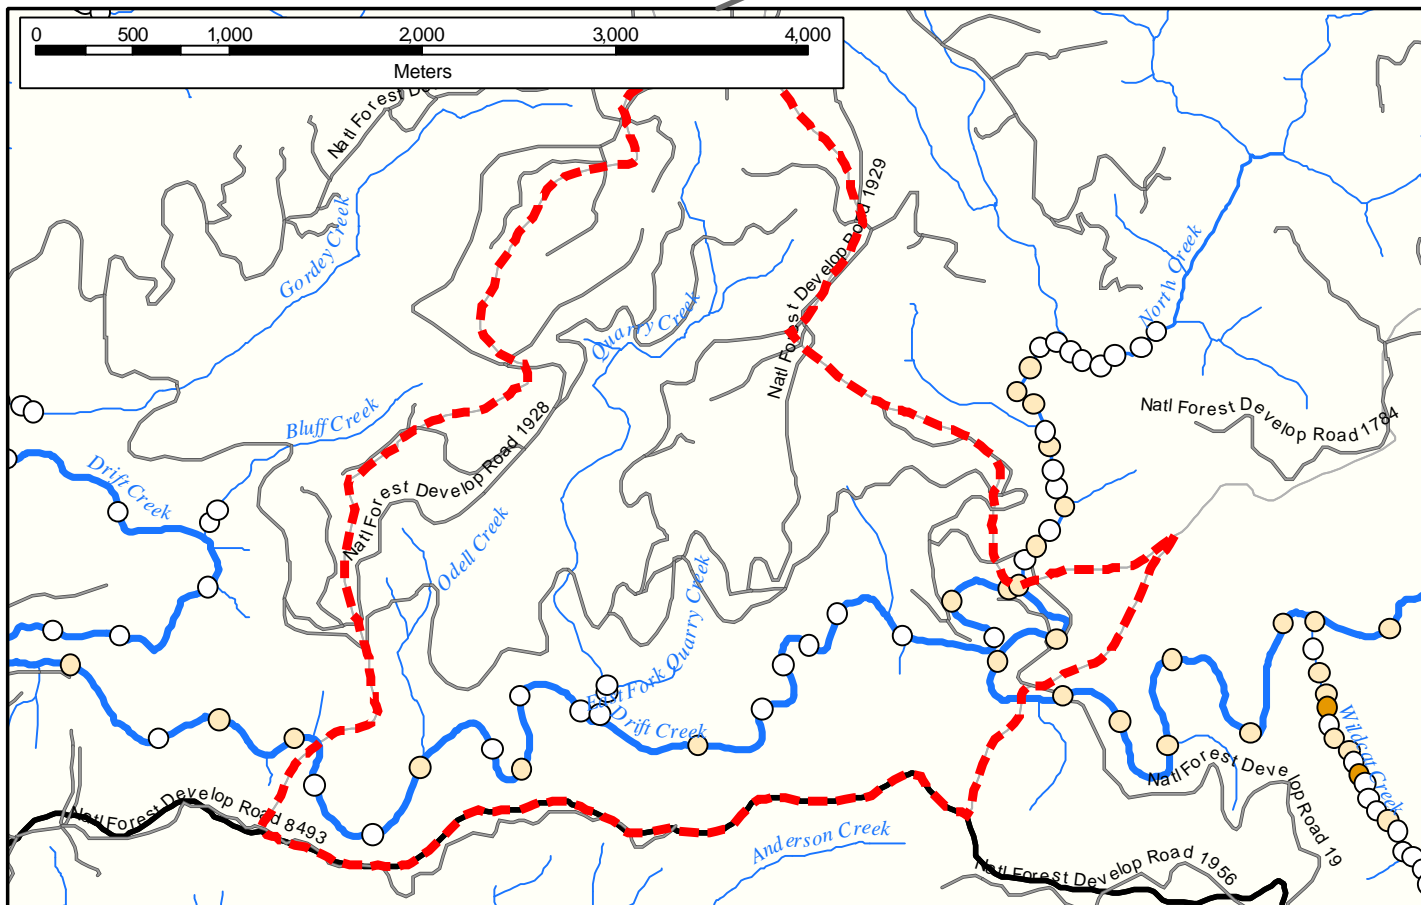 0 500 1,000 2,000 3,000 4,000
Meters
Natl Forest De
Natl Forest Develop Road 1929
Gordey Creek
North Creek
Quarry Creek
Natl Forest Develop Road 1784
Bluff Creek
Natl Forest Develop Road 1928
Drift Creek
Odell Creek
East Fork Quarry Creek
Drift Creek
Wildcat Creek
Natl Forest Develop Road 19
Natl Forest Develop Road 8493
Anderson Creek
Natl Forest Develop Road 1956